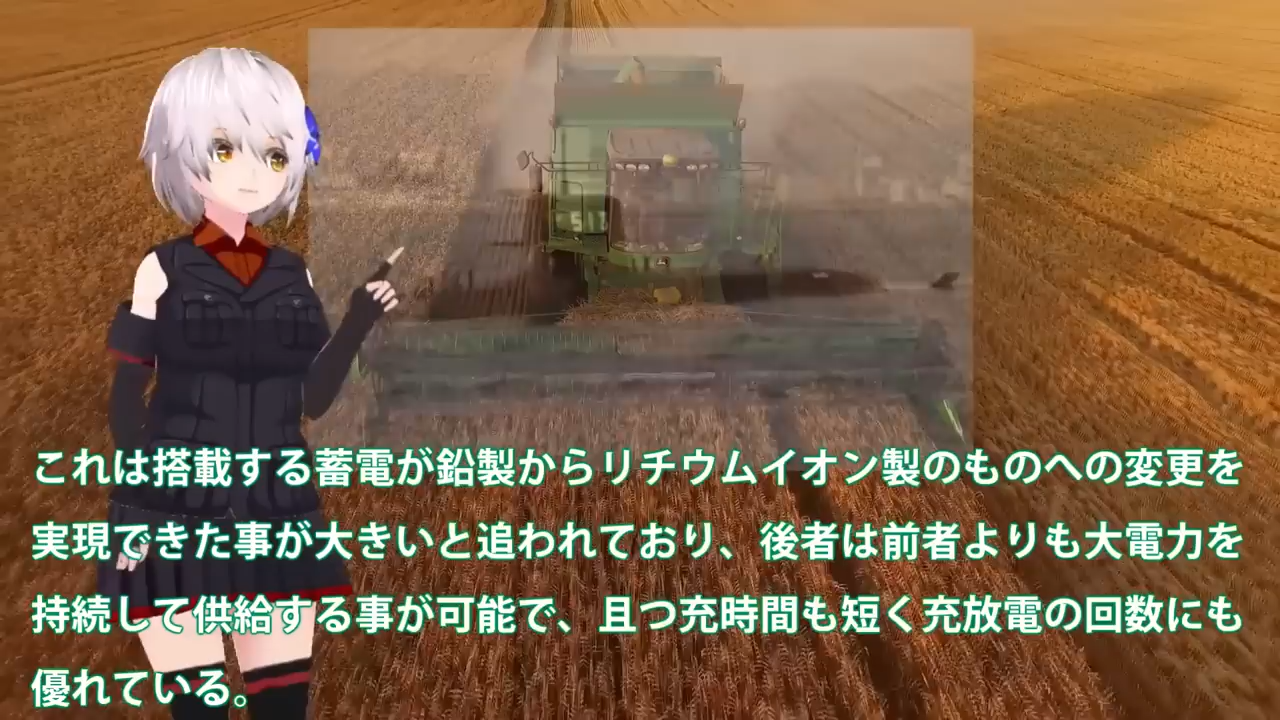 これは搭載する蓄電が鉛製からリチウムイオン製のものへの変更を
実現できた事が大きいと追われており、後者は前者よりも大電力を
持続して供給する事が可能で、且つ充時間も短く充放電の回数にも
優れている。